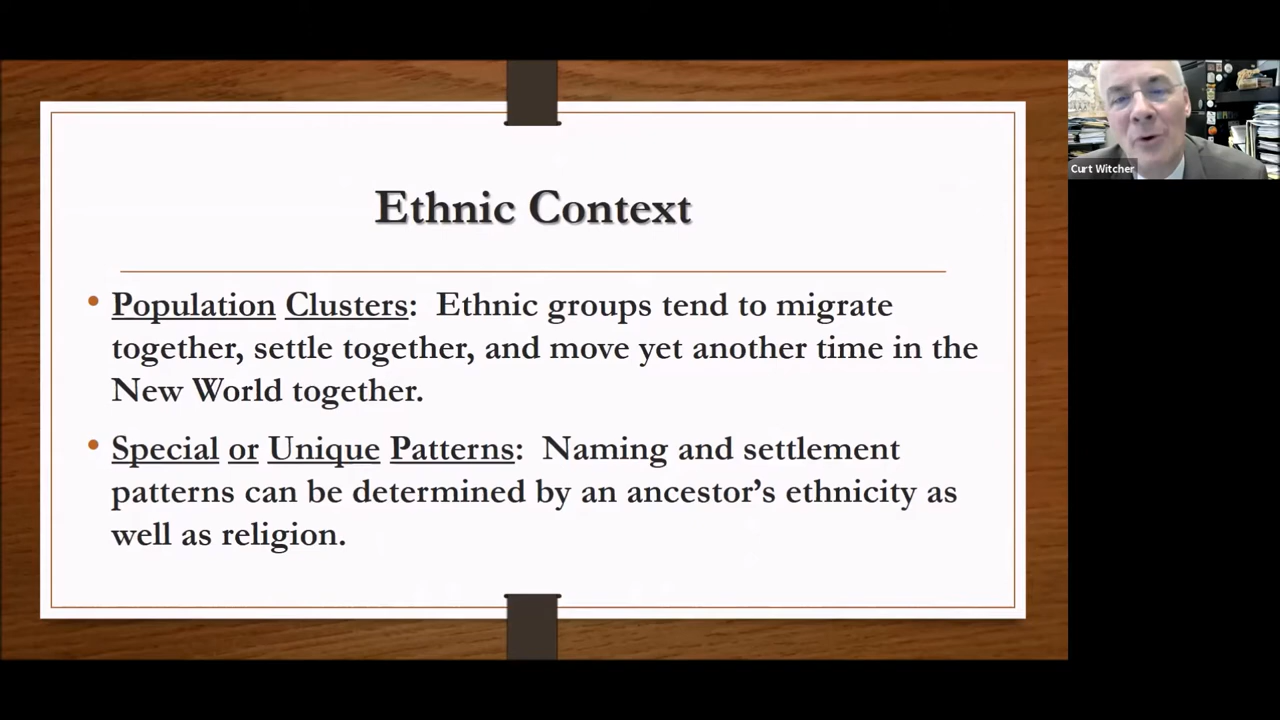 Ethnic Context
• Population Clusters:  Ethnic groups tend to migrate
together, settle together, and move yet another time in the
New World together.
• Special or Unique Patterns:  Naming and settlement
patterns can be determined by an ancestor’s ethnicity as
well as religion.
Curt Witcher